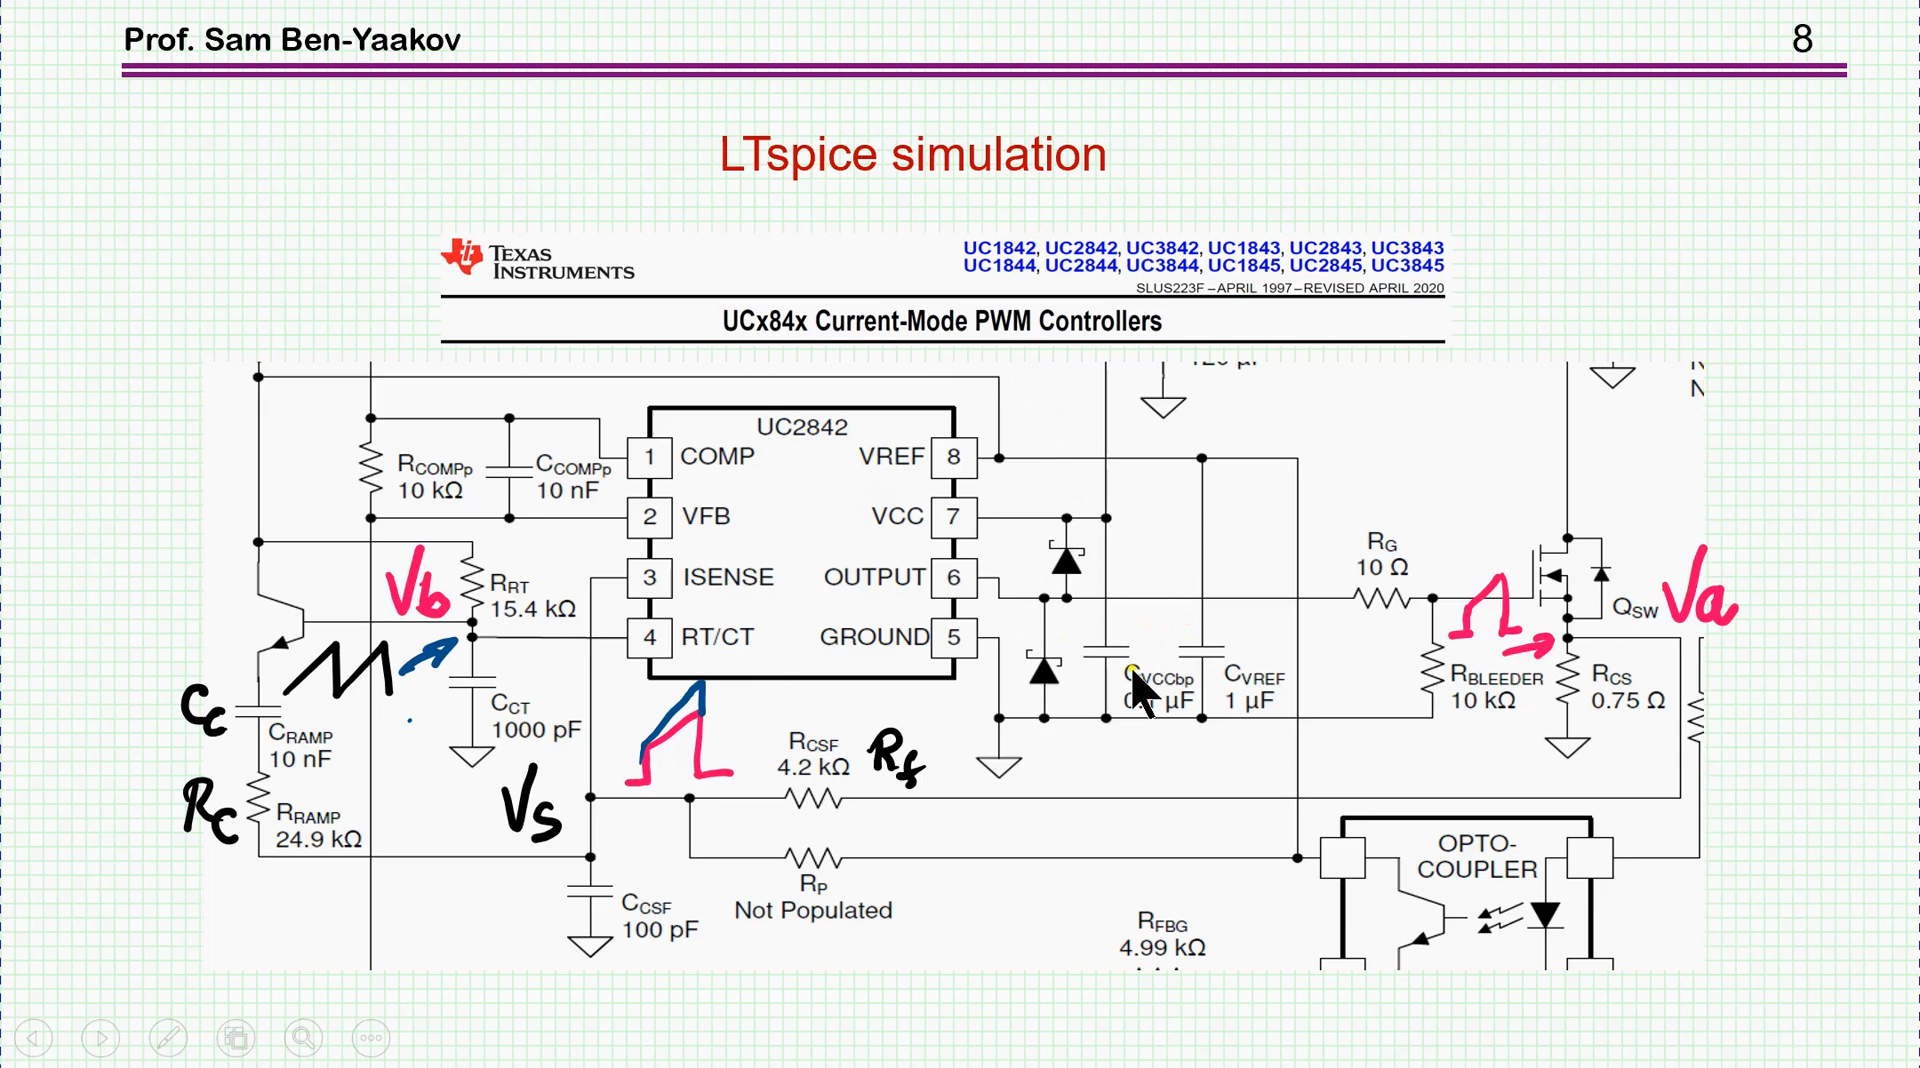 Prof. Sam Ben-Yaakov
8
LTspice simulation
TEXAS
INSTRUMENTS
UC1842, UC2842, UC3842, UC1843, UC2843, UC3843
UC1844, UC2844, UC3844, UC1845, UC2845, UC3845
SLUS223F – APRIL 1997 – REVISED APRIL 2020
UCx84x Current-Mode PWM Controllers
UC2842
1 COMP
VREF 8
2 VFB
VCC 7
3 ISENSE
OUTPUT 6
4 RT/CT
GROUND 5
RCOMPp
10 kΩ
CCOMPp
10 nF
Vb
RRT
15.4 kΩ
RG
10 Ω
QSW
Va
CCT
1000 pF
Cc
CRAMP
10 nF
Rc
RRAMP
24.9 kΩ
Vs
RCSF
4.2 kΩ
Rf
VCCbp
µF
CVREF
1 µF
RBLEEDER
10 kΩ
RCS
0.75 Ω
RP
Not Populated
CCSF
100 pF
RFBG
4.99 kΩ
OPTO-
COUPLER